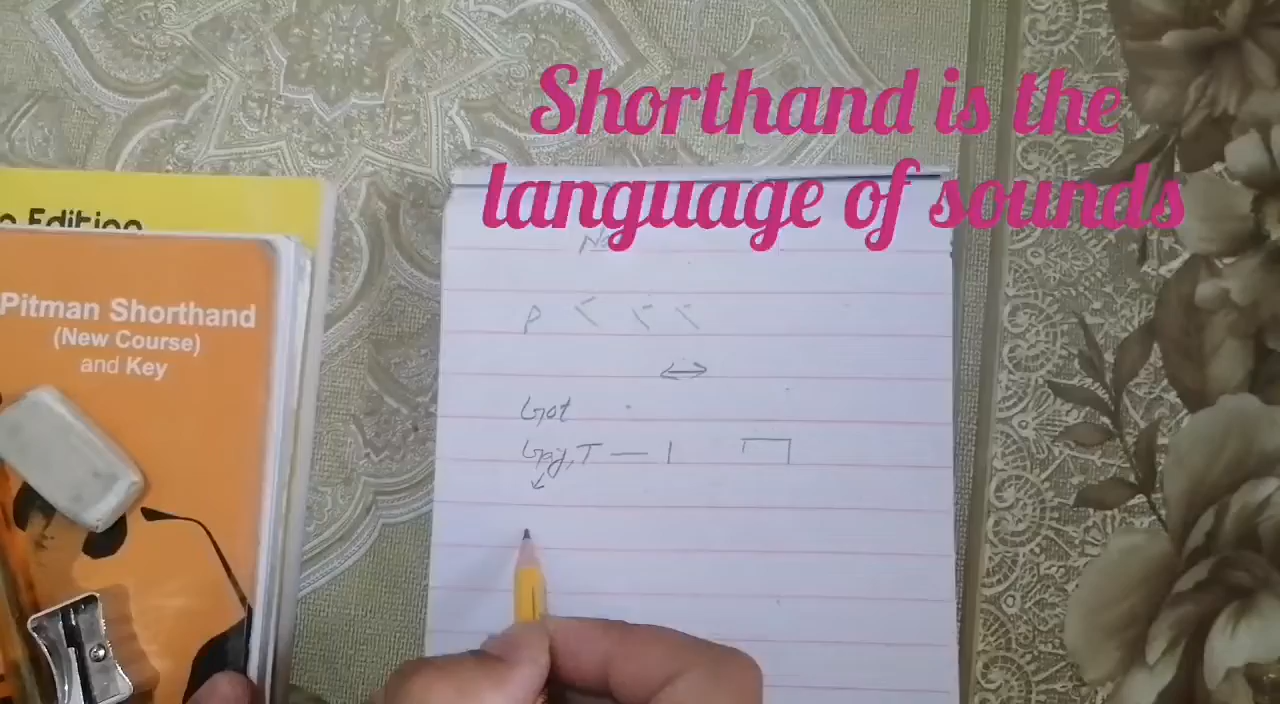 Shorthand is the
language of sounds
Edition
Pitman Shorthand
(New Course)
and Key
P
Got